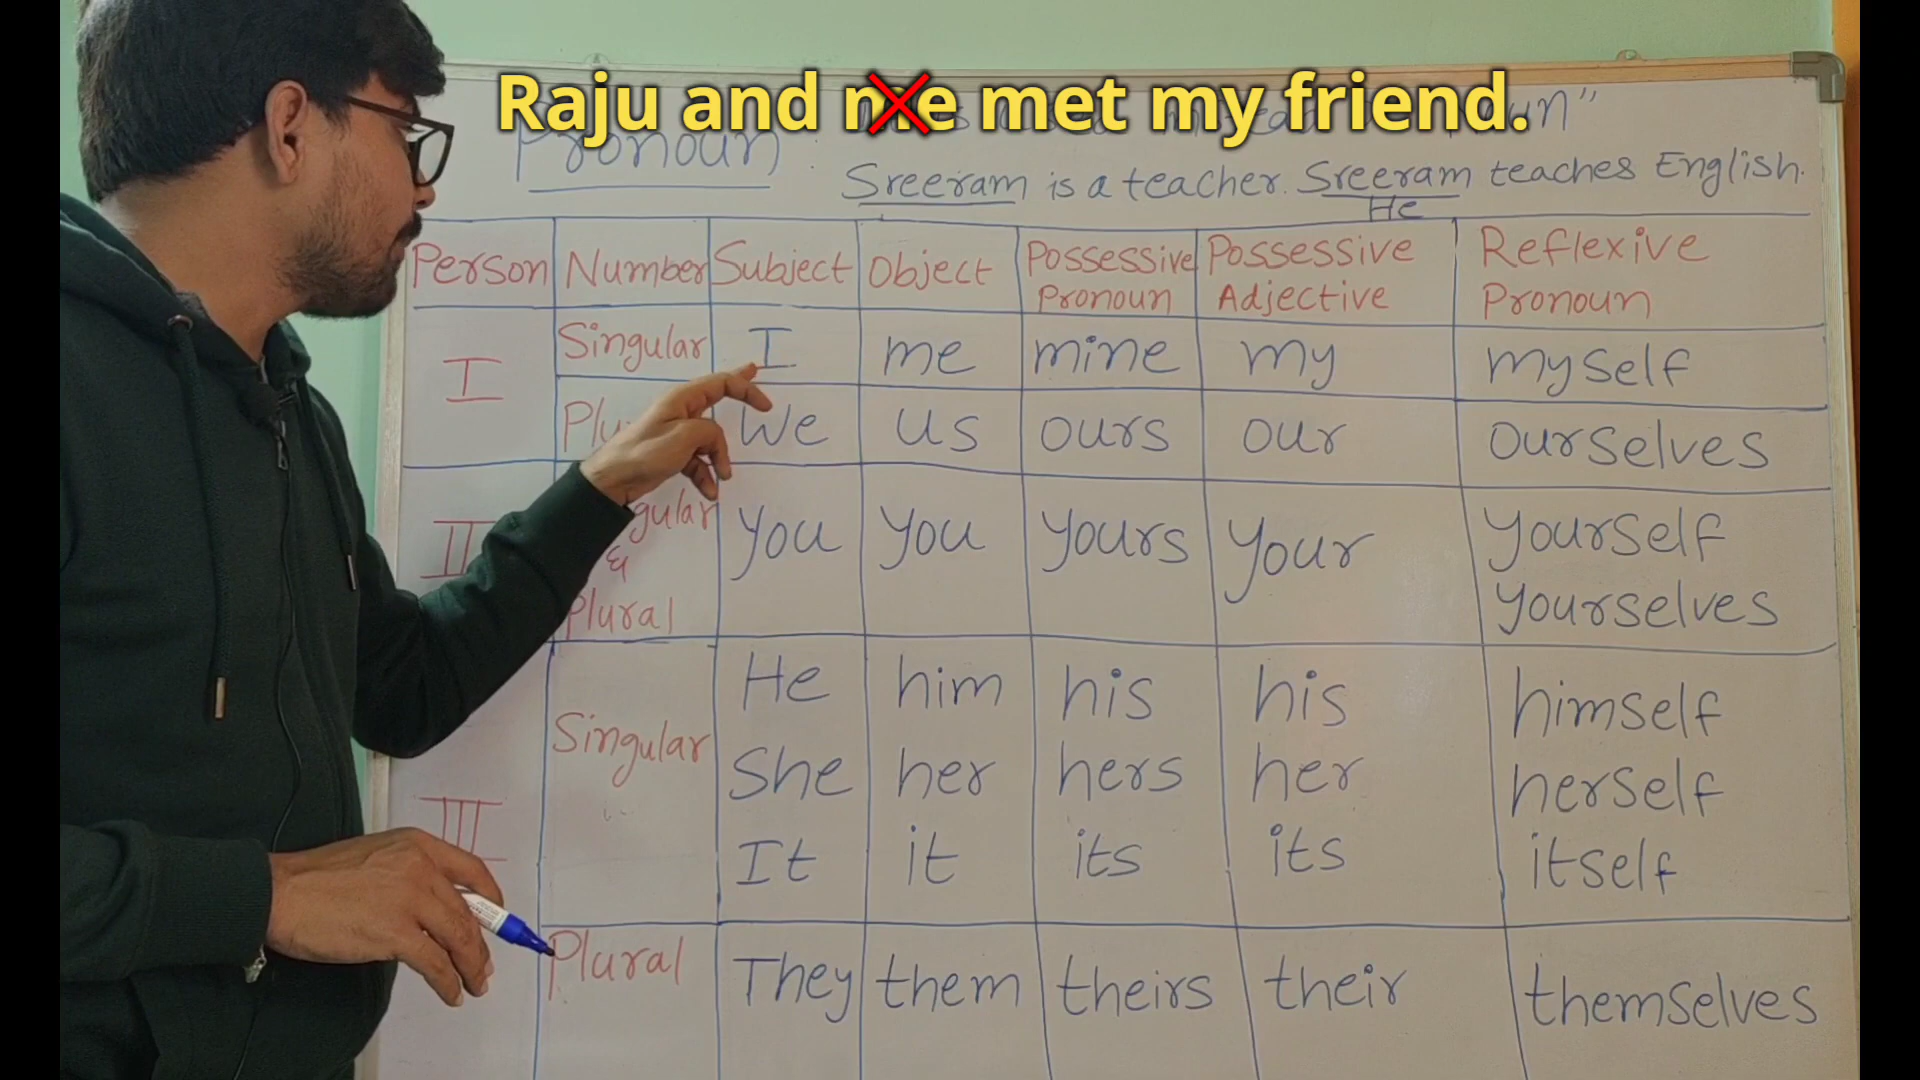 Raju and me met my friend.
Pronoun :
Sreeram is a teacher. Sreeram teaches English.
He
Person Number Subject Object Possessive Pronoun Possessive Adjective Reflexive Pronoun
I Singular I me mine my myself
We us ours our ourselves
II & Plural you you yours your yourself yourselves
III Singular He him his his himself
She her hers her herself
It it its its itself
Plural They them theirs their themselves